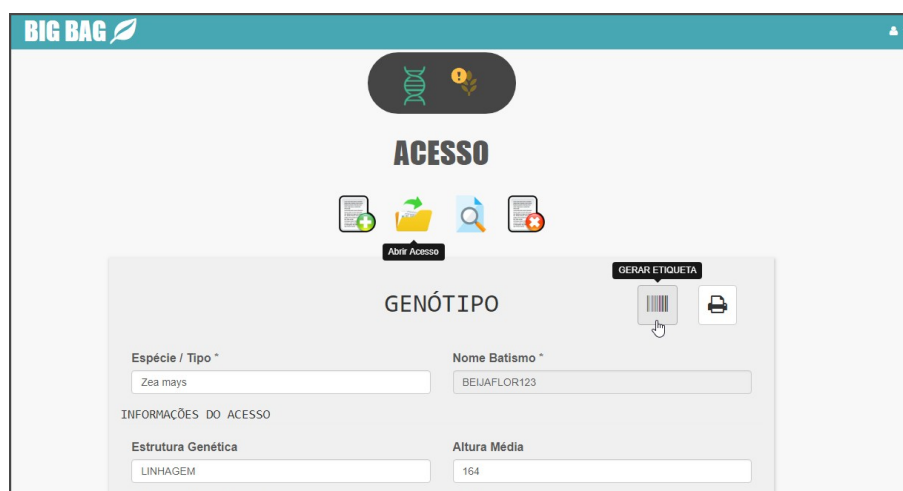 BIG BAG
ACESSO
Abrir Acesso
GERAR ETIQUETA
GENÓTIPO
Espécie / Tipo *
Nome Batismo *
Zea mays
BEIJAFLOR123
INFORMAÇÕES DO ACESSO
Estrutura Genética
Altura Média
LINHAGEM
164